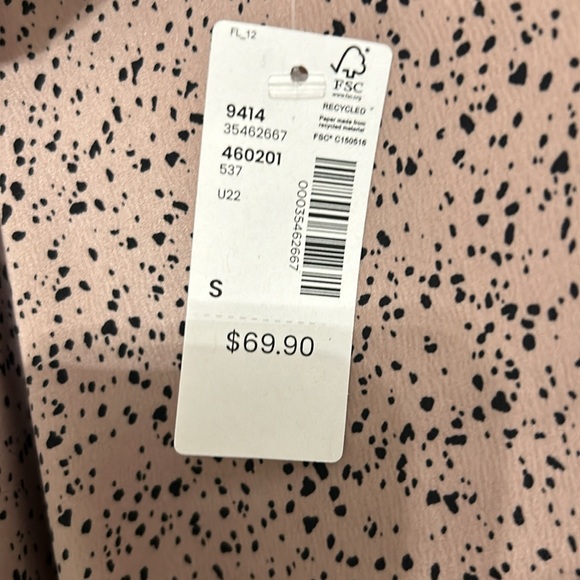 FL_12
FSC
www.fsc.org
RECYCLED
Paper made from
recycled material
FSC® C150516
9414
35462667
460201
537
U22
00035462667
S
$69.90